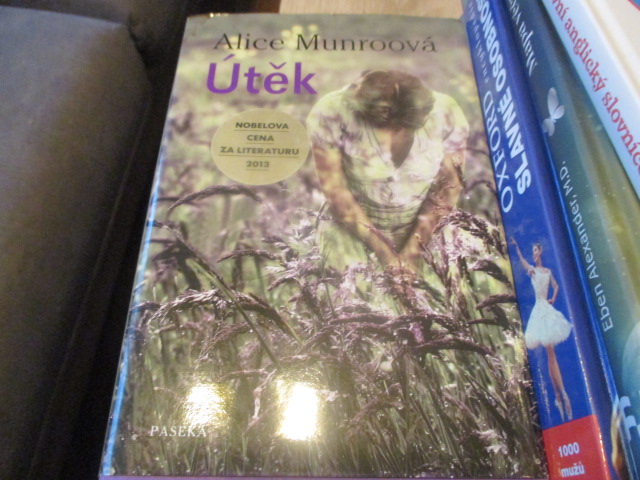 Alice Munroová
Útěk
NOBELOVA
CENA
ZA LITERATURU
2013
PASEKA
OXFORD
SLAVNÉ OSOBNOSTI
1000
mužů
Eben Alexander, M.D.
anglický slovník